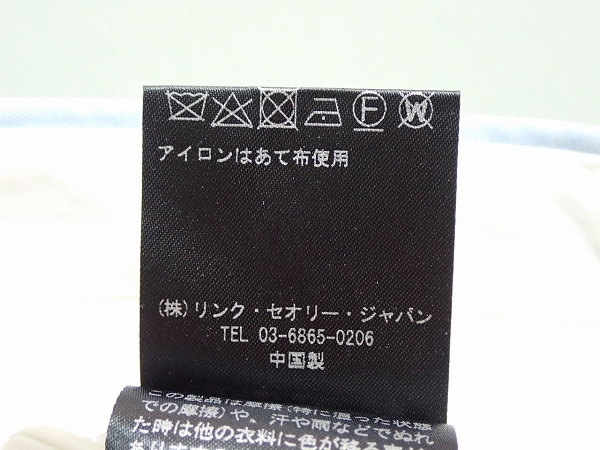 F W
アイロンはあて布使用
(株)リンク・セオリー・ジャパン
TEL 03-6865-0206
中国製
この製品は摩擦(特に湿った状態
での摩擦)や、汗や雨などでぬれ
た時は他の衣料に色が移る